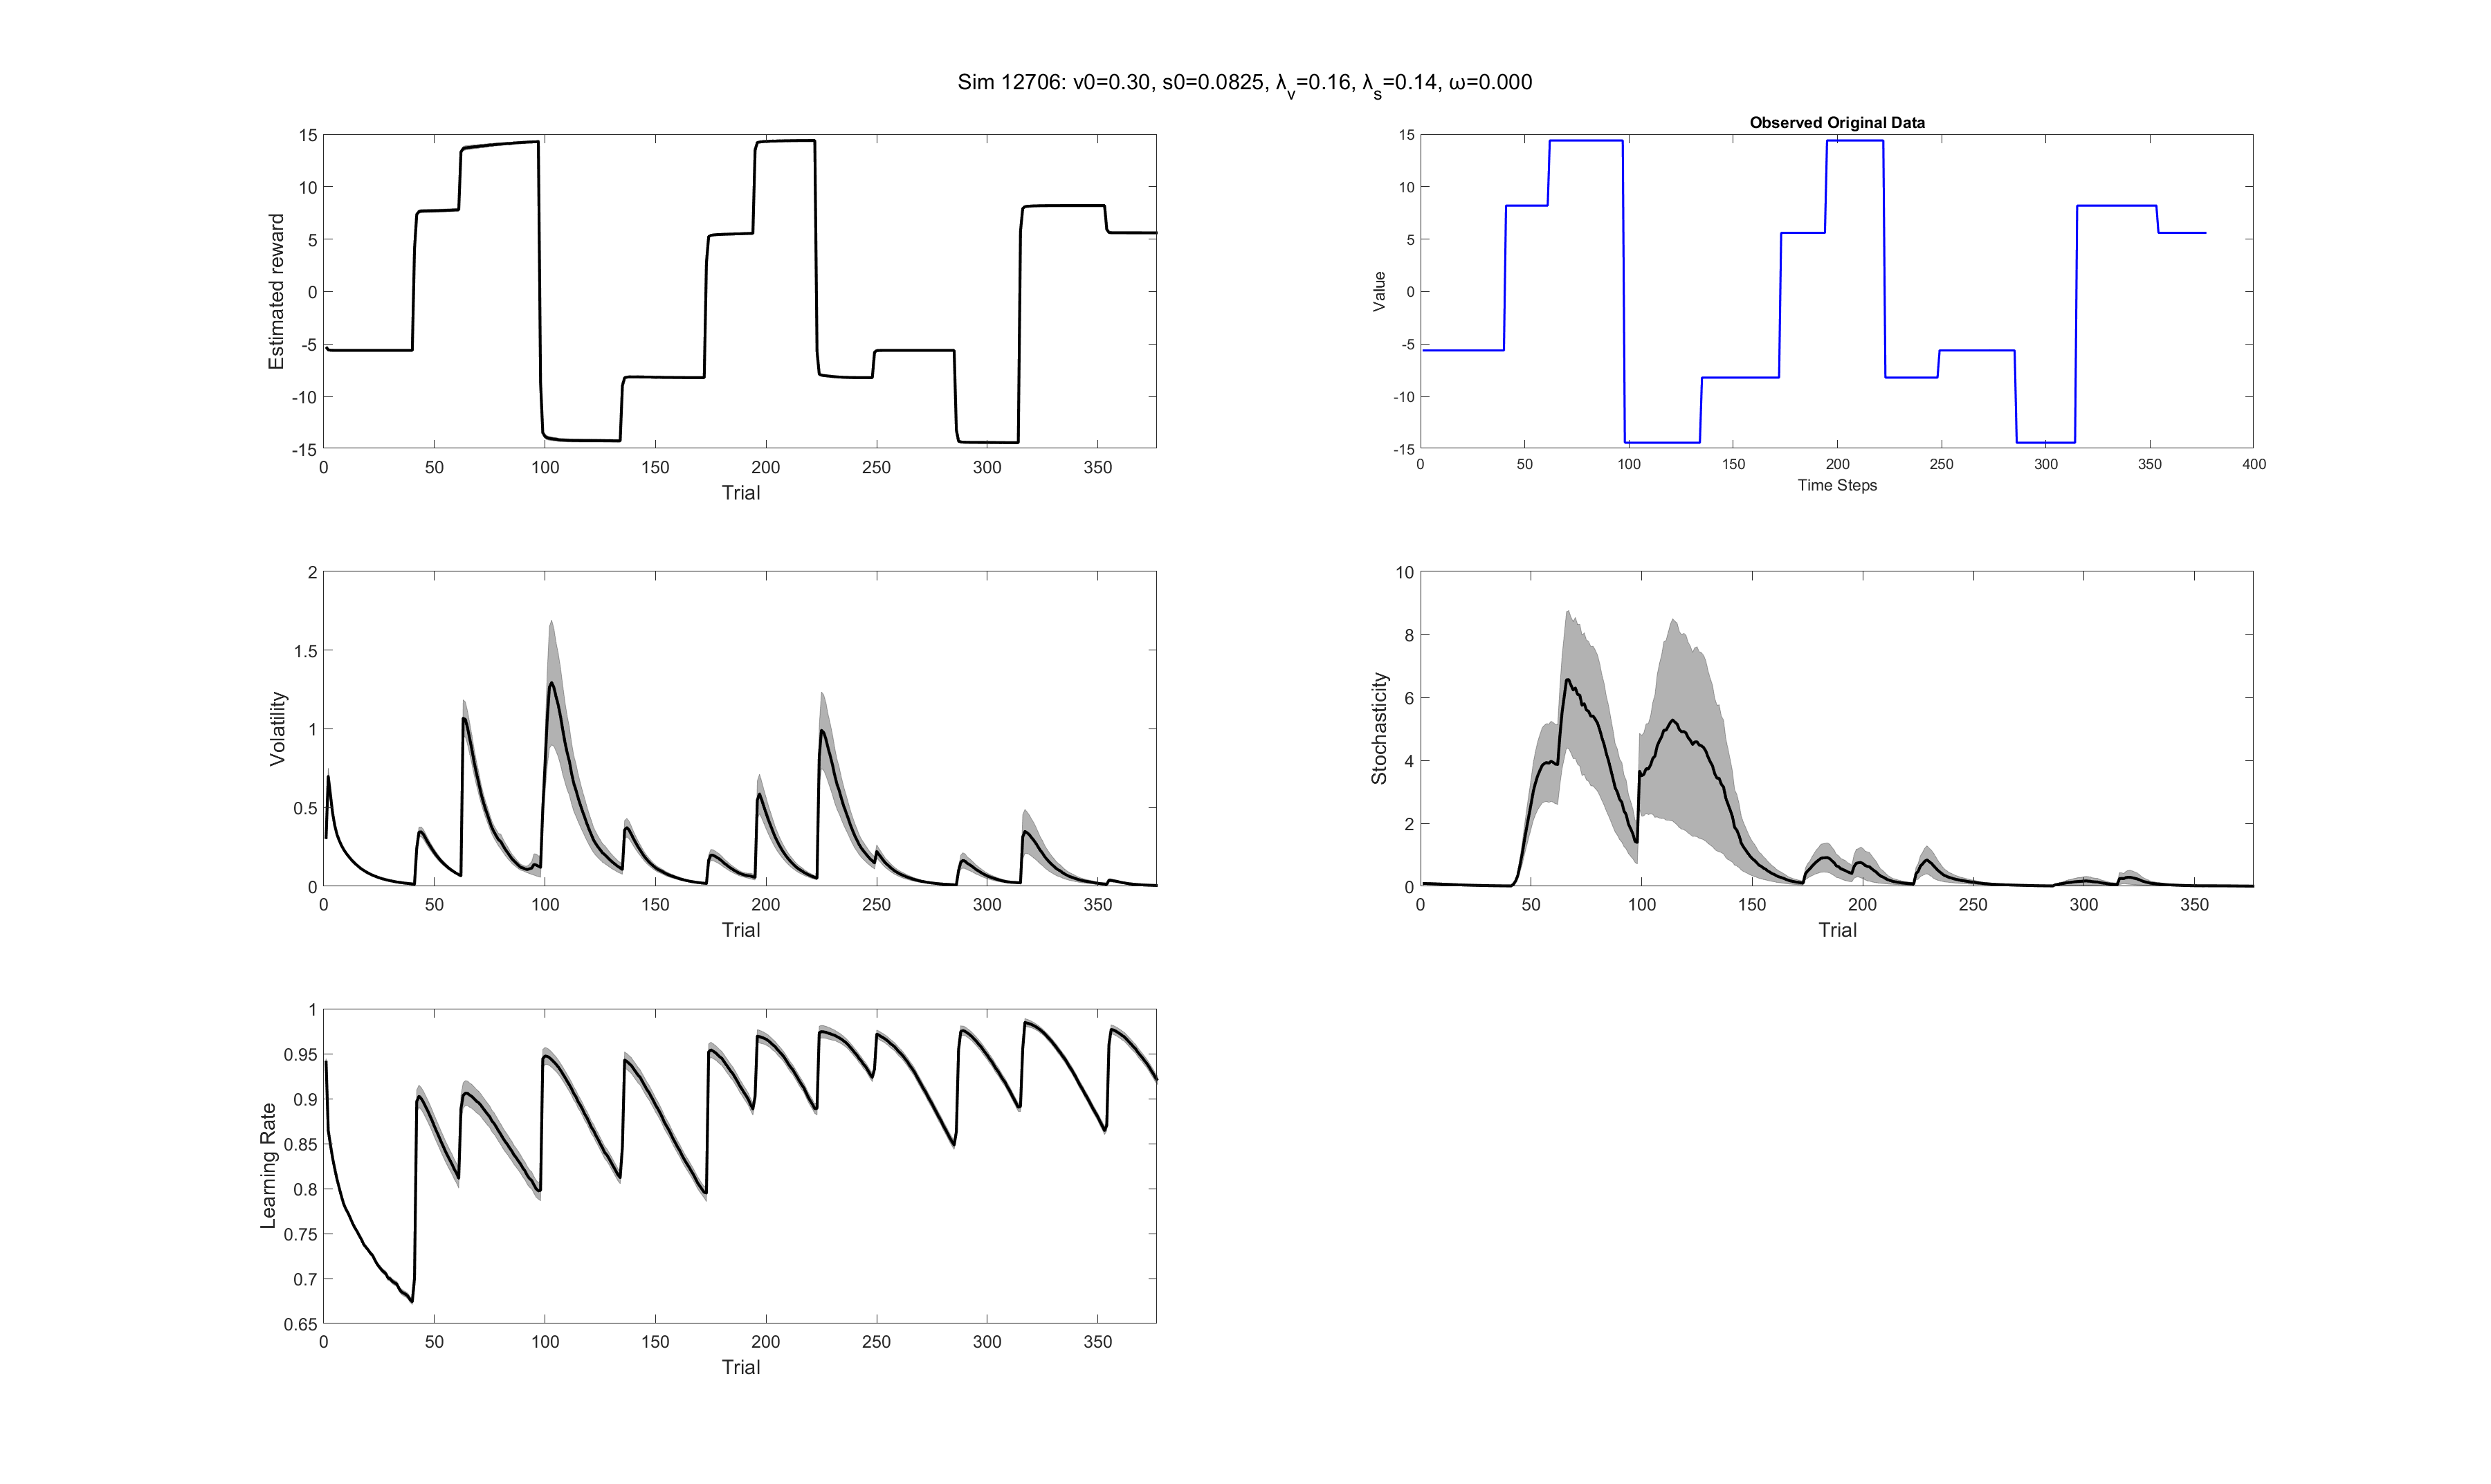 Sim 12706: v0=0.30, s0=0.0825, λ_v=0.16, λ_s=0.14, ω=0.000
15
10
5
0
-5
-10
-15
Estimated reward
0 50 100 150 200 250 300 350
Trial
Observed Original Data
15
10
5
0
-5
-10
-15
Value
0 50 100 150 200 250 300 350 400
Time Steps
2
1.5
1
0.5
0
Volatility
0 50 100 150 200 250 300 350
Trial
10
8
6
4
2
0
Stochasticity
0 50 100 150 200 250 300 350
Trial
1
0.95
0.9
0.85
0.8
0.75
0.7
0.65
Learning Rate
0 50 100 150 200 250 300 350
Trial